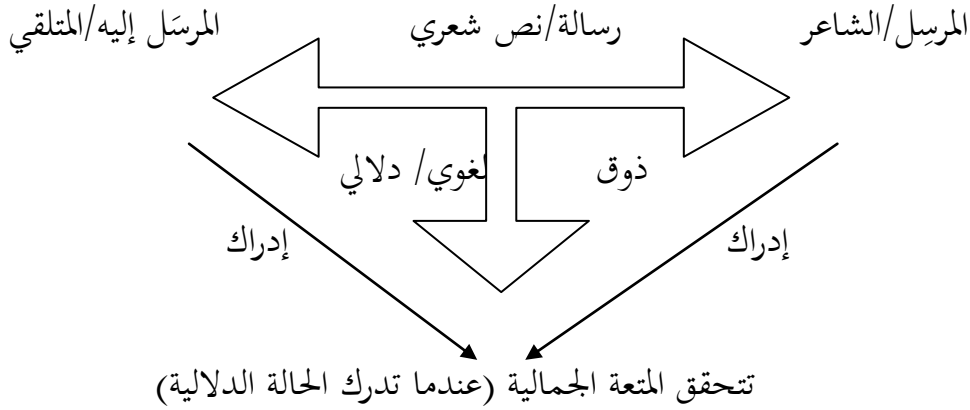 المرسِل/الشاعر
رسالة/نص شعري
المرسَل إليه/المتلقي
ذوق
لغوي/ دلالي
إدراك
إدراك
تتحقق المتعة الجمالية (عندما تدرك الحالة الدلالية)